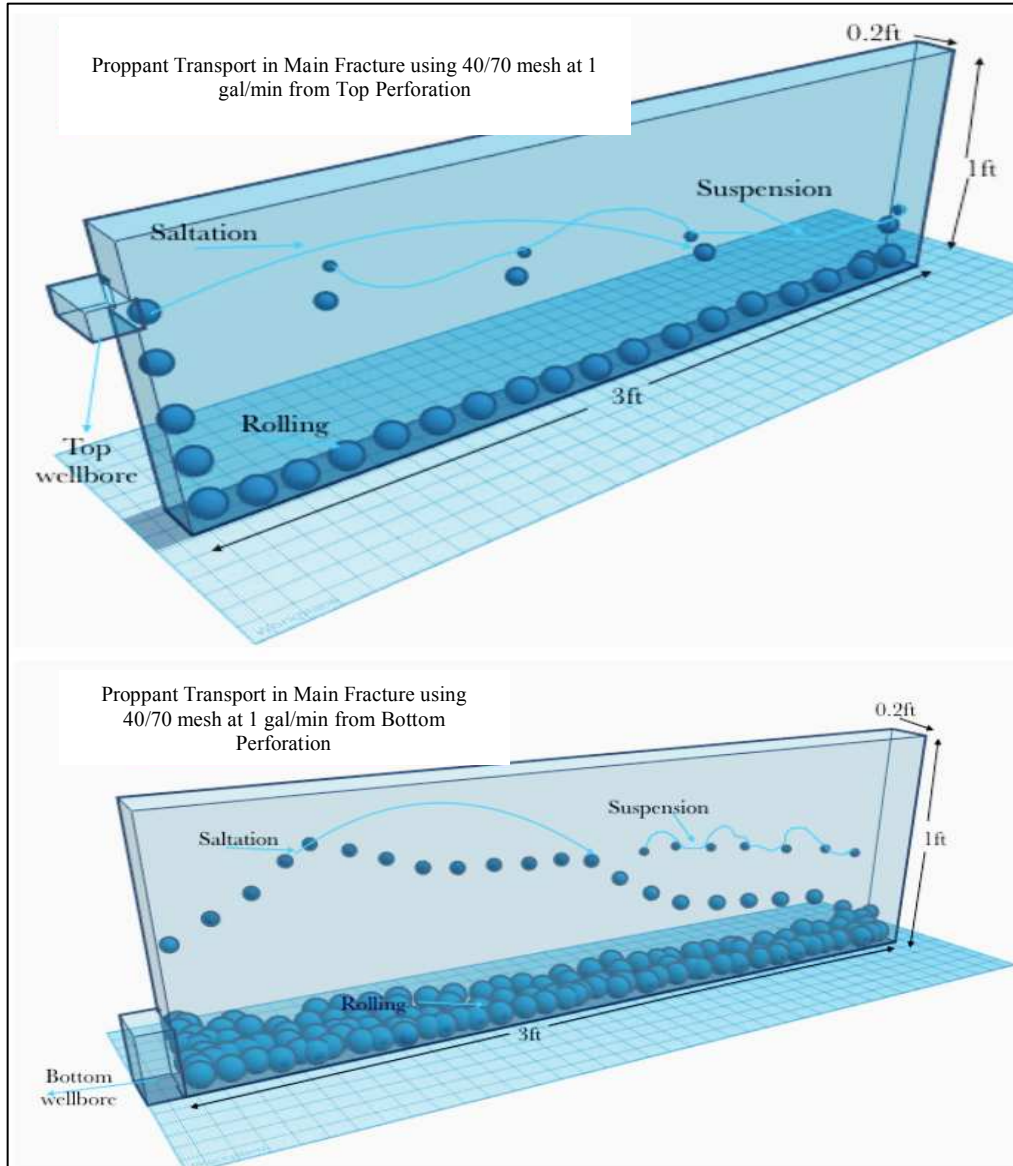 Proppant Transport in Main Fracture using 40/70 mesh at 1
gal/min from Top Perforation
0.2ft
1ft
Saltation
Suspension
3ft
Rolling
Top
wellbore
Workplane
Proppant Transport in Main Fracture using
40/70 mesh at 1 gal/min from Bottom
Perforation
0.2ft
Suspension
Saltation
1ft
Rolling
3ft
Bottom
wellbore